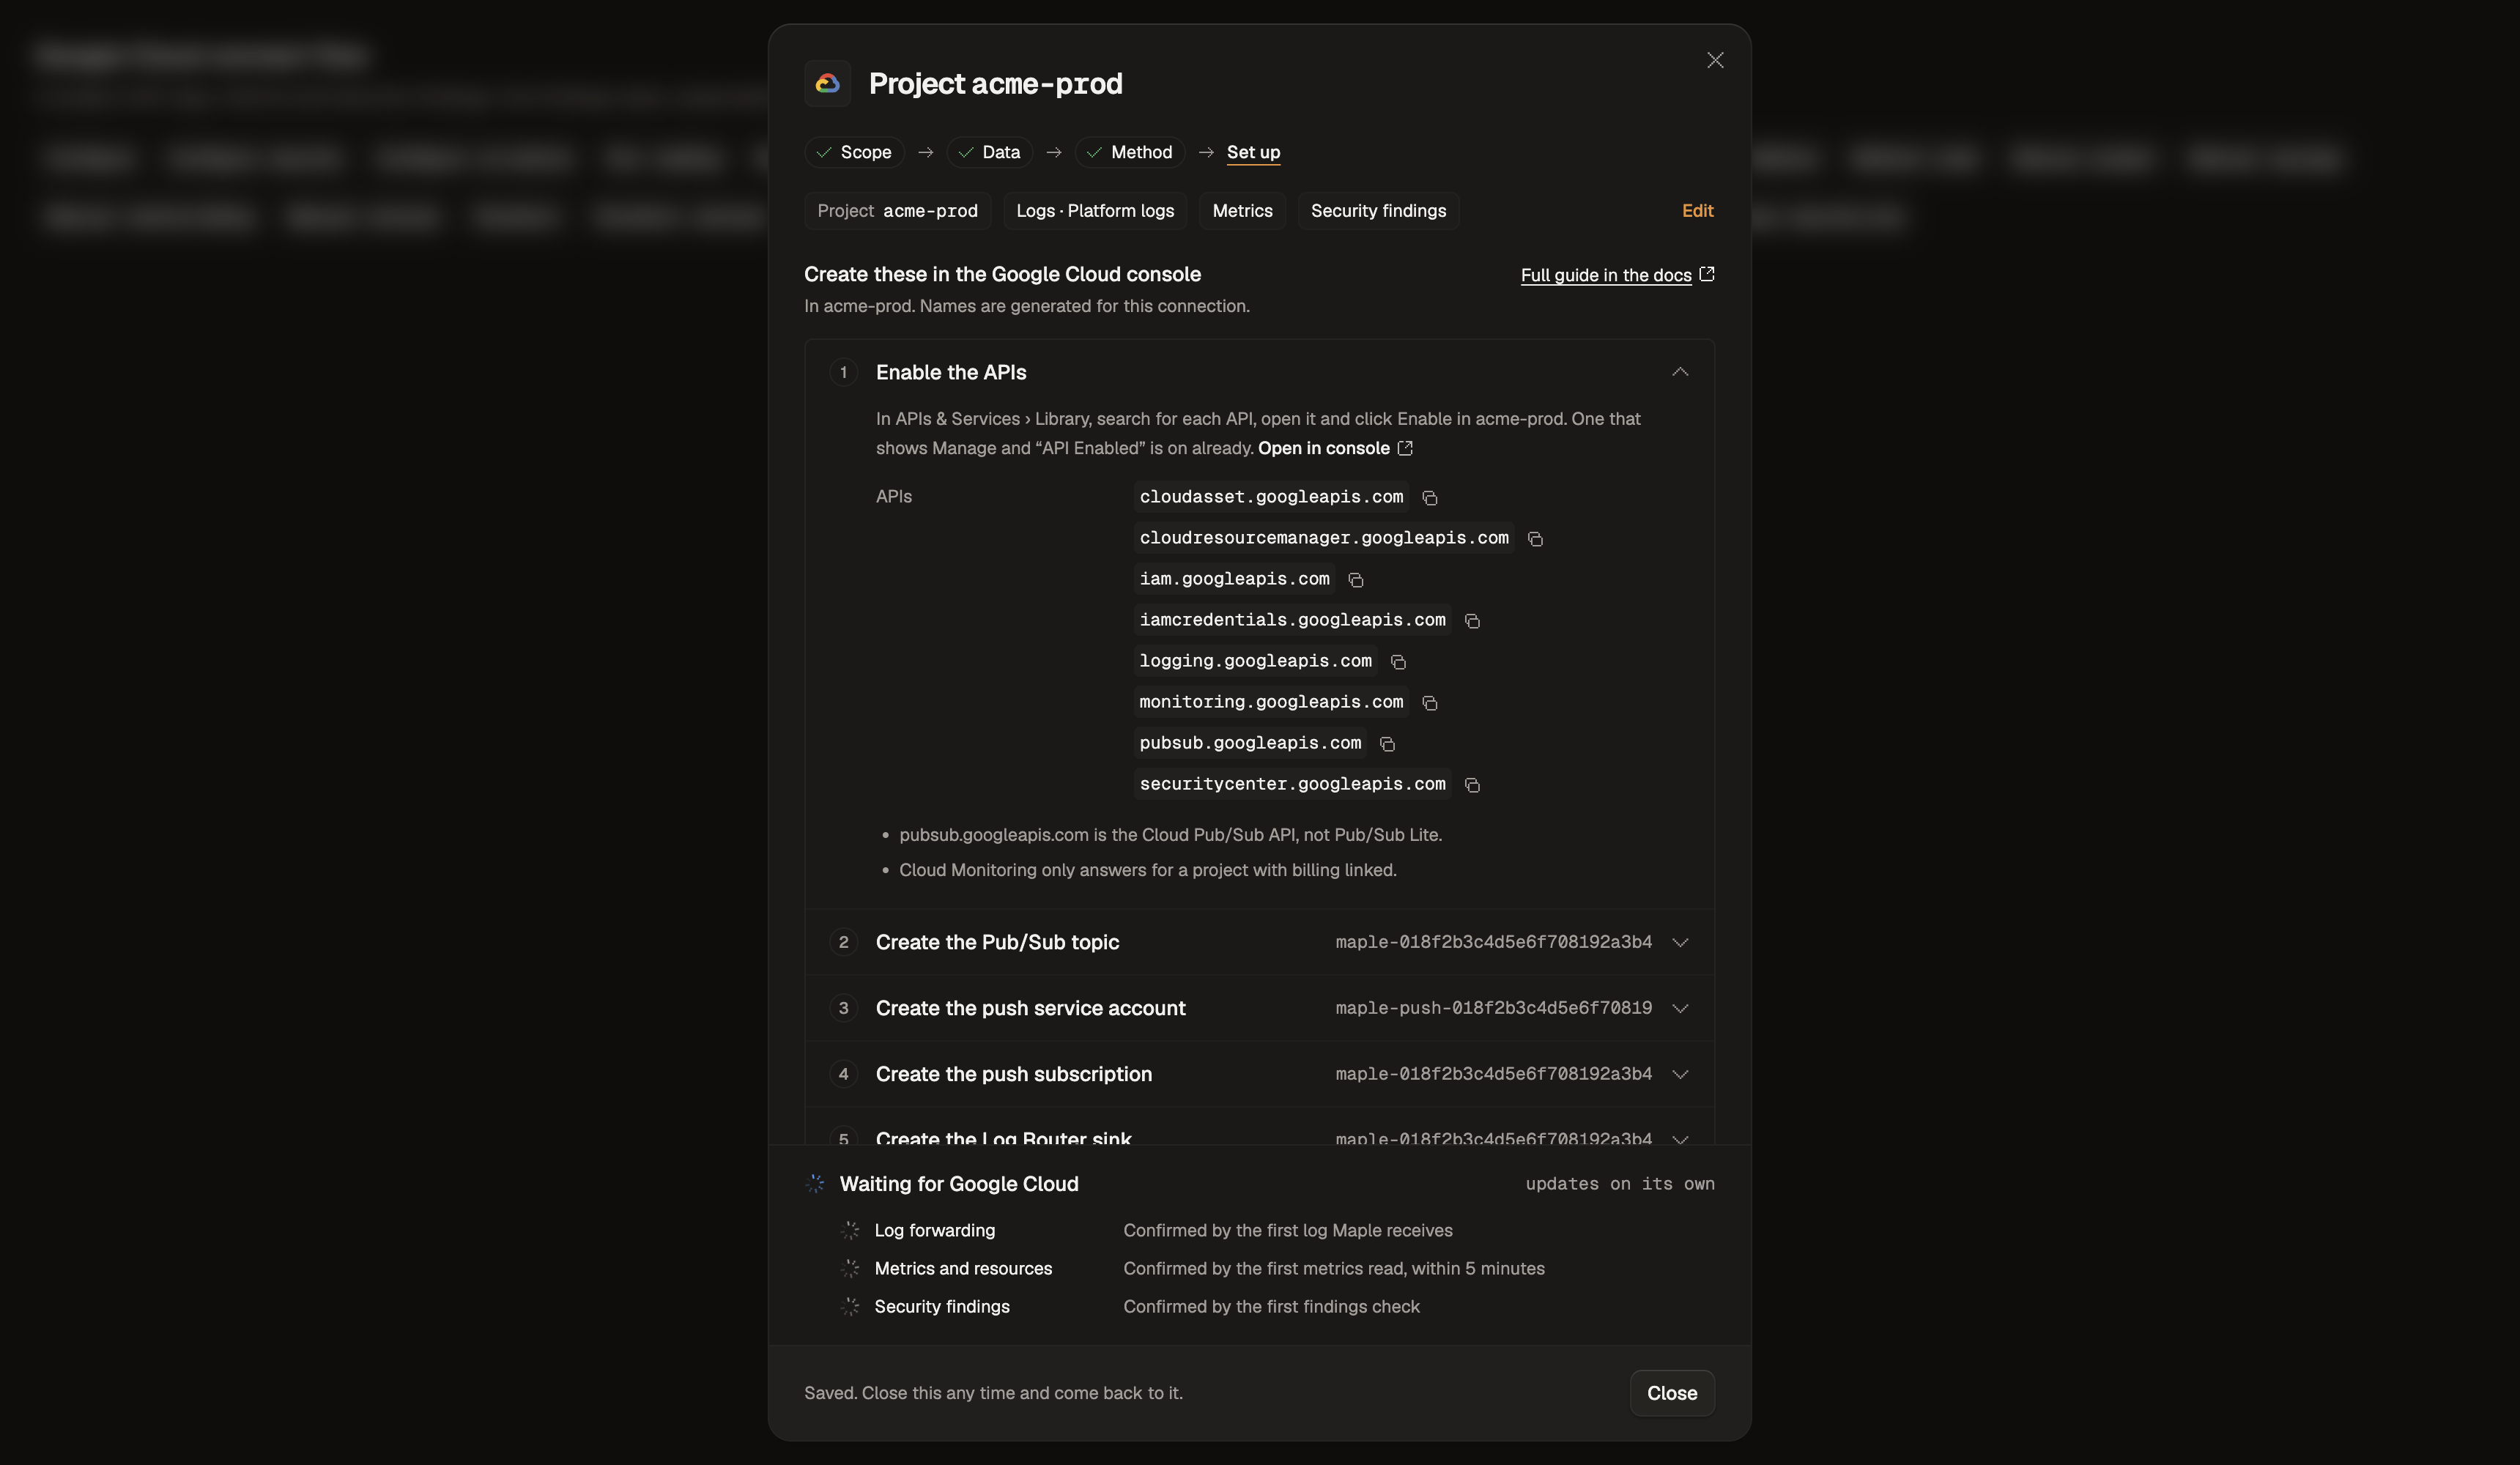 Project acme-prod
Scope → Data → Method → Set up
Project acme-prod Logs · Platform logs Metrics Security findings Edit
Create these in the Google Cloud console Full guide in the docs
In acme-prod. Names are generated for this connection.
1 Enable the APIs
In APIs & Services › Library, search for each API, open it and click Enable in acme-prod. One that
shows Manage and “API Enabled” is on already. Open in console
APIs cloudasset.googleapis.com
cloudresourcemanager.googleapis.com
iam.googleapis.com
iamcredentials.googleapis.com
logging.googleapis.com
monitoring.googleapis.com
pubsub.googleapis.com
securitycenter.googleapis.com
• pubsub.googleapis.com is the Cloud Pub/Sub API, not Pub/Sub Lite.
• Cloud Monitoring only answers for a project with billing linked.
2 Create the Pub/Sub topic maple-018f2b3c4d5e6f708192a3b4
3 Create the push service account maple-push-018f2b3c4d5e6f70819
4 Create the push subscription maple-018f2b3c4d5e6f708192a3b4
5 Create the Log Router sink maple-018f2b3c4d5e6f708192a3b4
Waiting for Google Cloud updates on its own
Log forwarding Confirmed by the first log Maple receives
Metrics and resources Confirmed by the first metrics read, within 5 minutes
Security findings Confirmed by the first findings check
Saved. Close this any time and come back to it. Close